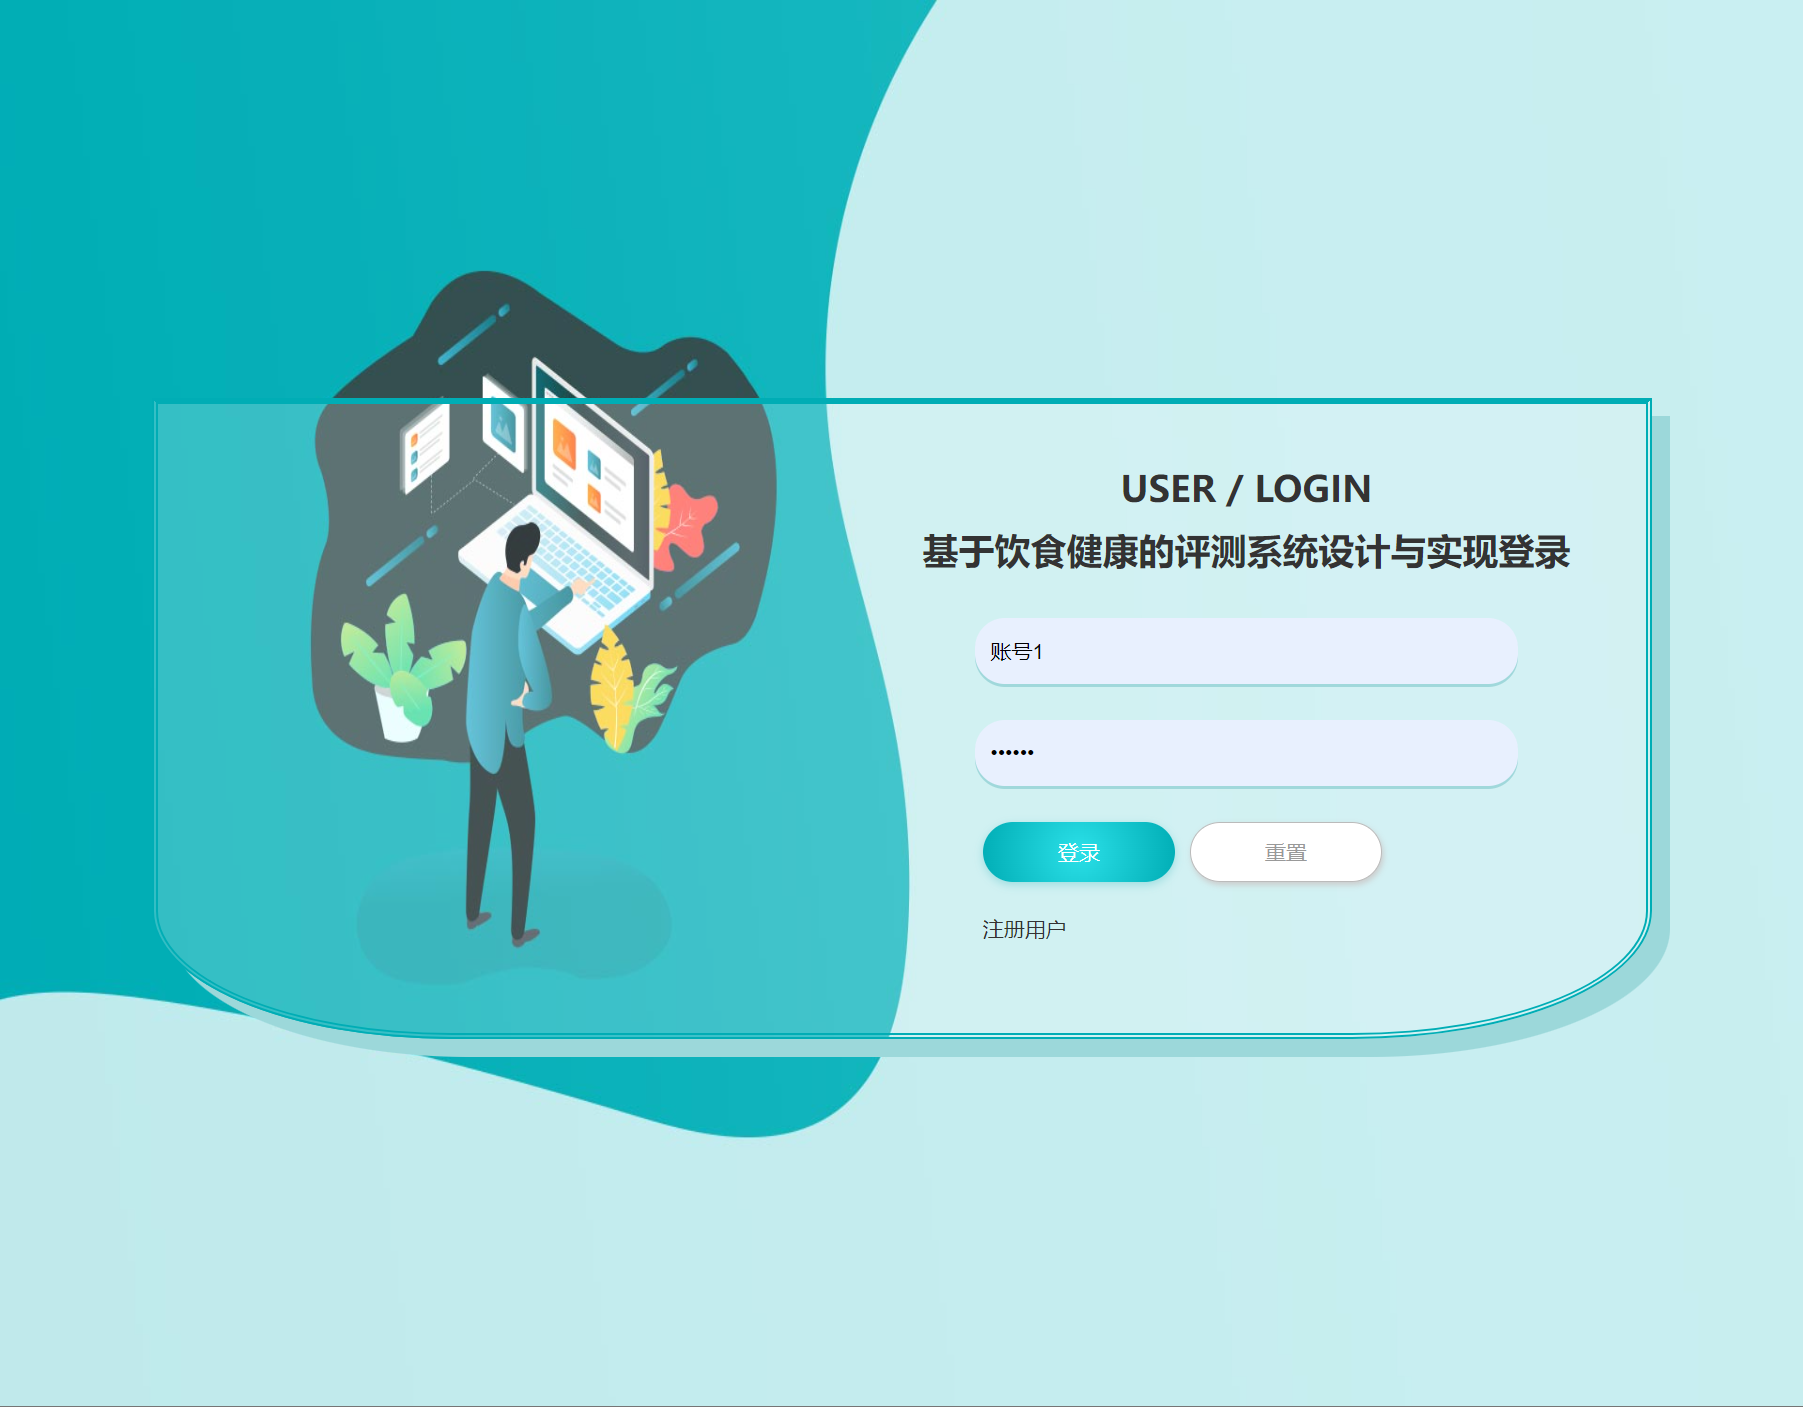 USER / LOGIN
基于饮食健康的评测系统设计与实现登录
账号1
••••••
登录 重置
注册用户